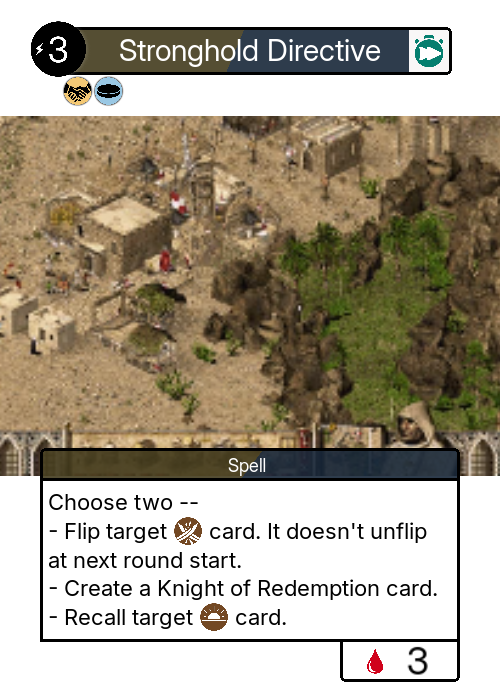 3
Stronghold Directive
Spell
Choose two --
- Flip target card. It doesn't unflip
at next round start.
- Create a Knight of Redemption card.
- Recall target card.
3